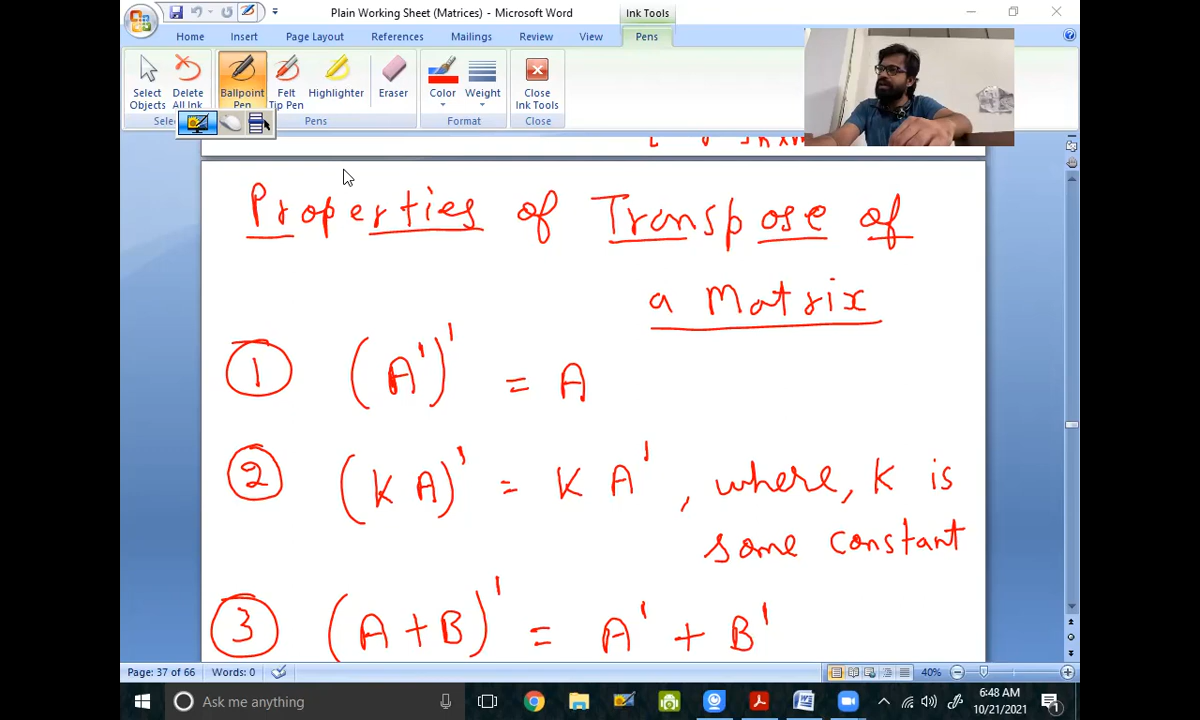 Plain Working Sheet (Matrices) - Microsoft Word
Ink Tools
Home Insert Page Layout References Mailings Review View Pens
Select Objects
Delete All Ink
Ballpoint Pen
Felt Tip Pen
Highlighter
Eraser
Color
Weight
Close Ink Tools
Pens
Format
Close
Properties of Transpose of
a Matrix
1 (A')' = A
2 (KA)' = KA' , where, K is
some constant
3 (A+B)' = A' + B'
Page: 37 of 66 Words: 0 40%
Ask me anything
6:48 AM
10/21/2021